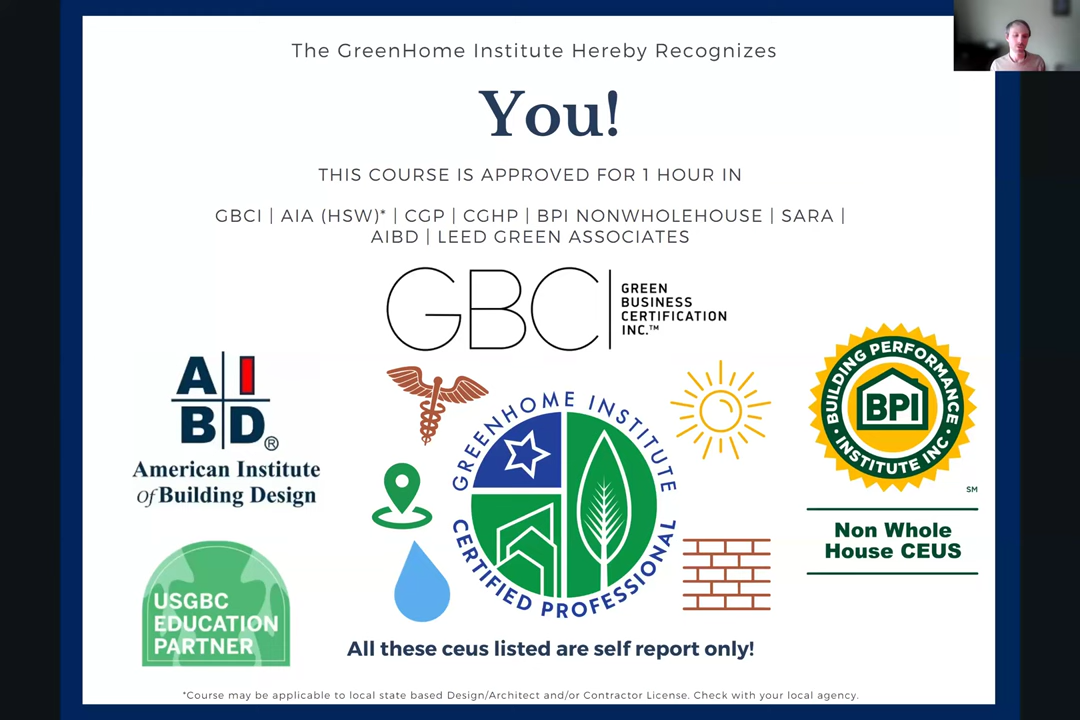 The GreenHome Institute Hereby Recognizes
You!
THIS COURSE IS APPROVED FOR 1 HOUR IN
GBCI | AIA (HSW)* | CGP | CGHP | BPI NONWHOLEHOUSE | SARA |
AIBD | LEED GREEN ASSOCIATES
GBCI
GREEN
BUSINESS
CERTIFICATION
INC.™
A I
B D®
American Institute
of Building Design
GREENHOME INSTITUTE
CERTIFIED PROFESSIONAL
BUILDING PERFORMANCE
BPI
INSTITUTE INC
SM
Non Whole
House CEUS
USGBC
EDUCATION
PARTNER
All these ceus listed are self report only!
*Course may be applicable to local state based Design/Architect and/or Contractor License. Check with your local agency.